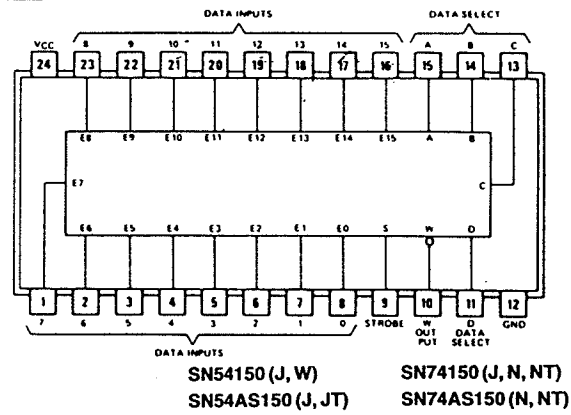 DATA INPUTS DATA SELECT
VCC 8 9 10 11 12 13 14 15 A B C
24 23 22 21 20 19 18 17 16 15 14 13
E8 E9 E10 E11 E12 E13 E14 E15 A B
E7 C
E6 E5 E4 E3 E2 E1 E0 S W D
1 2 3 4 5 6 7 8 9 10 11 12
7 6 5 4 3 2 1 0 STROBE W D GND
OUT DATA
PUT SELECT
DATA INPUTS
SN54150 (J, W) SN74150 (J, N, NT)
SN54AS150 (J, JT) SN74AS150 (N, NT)